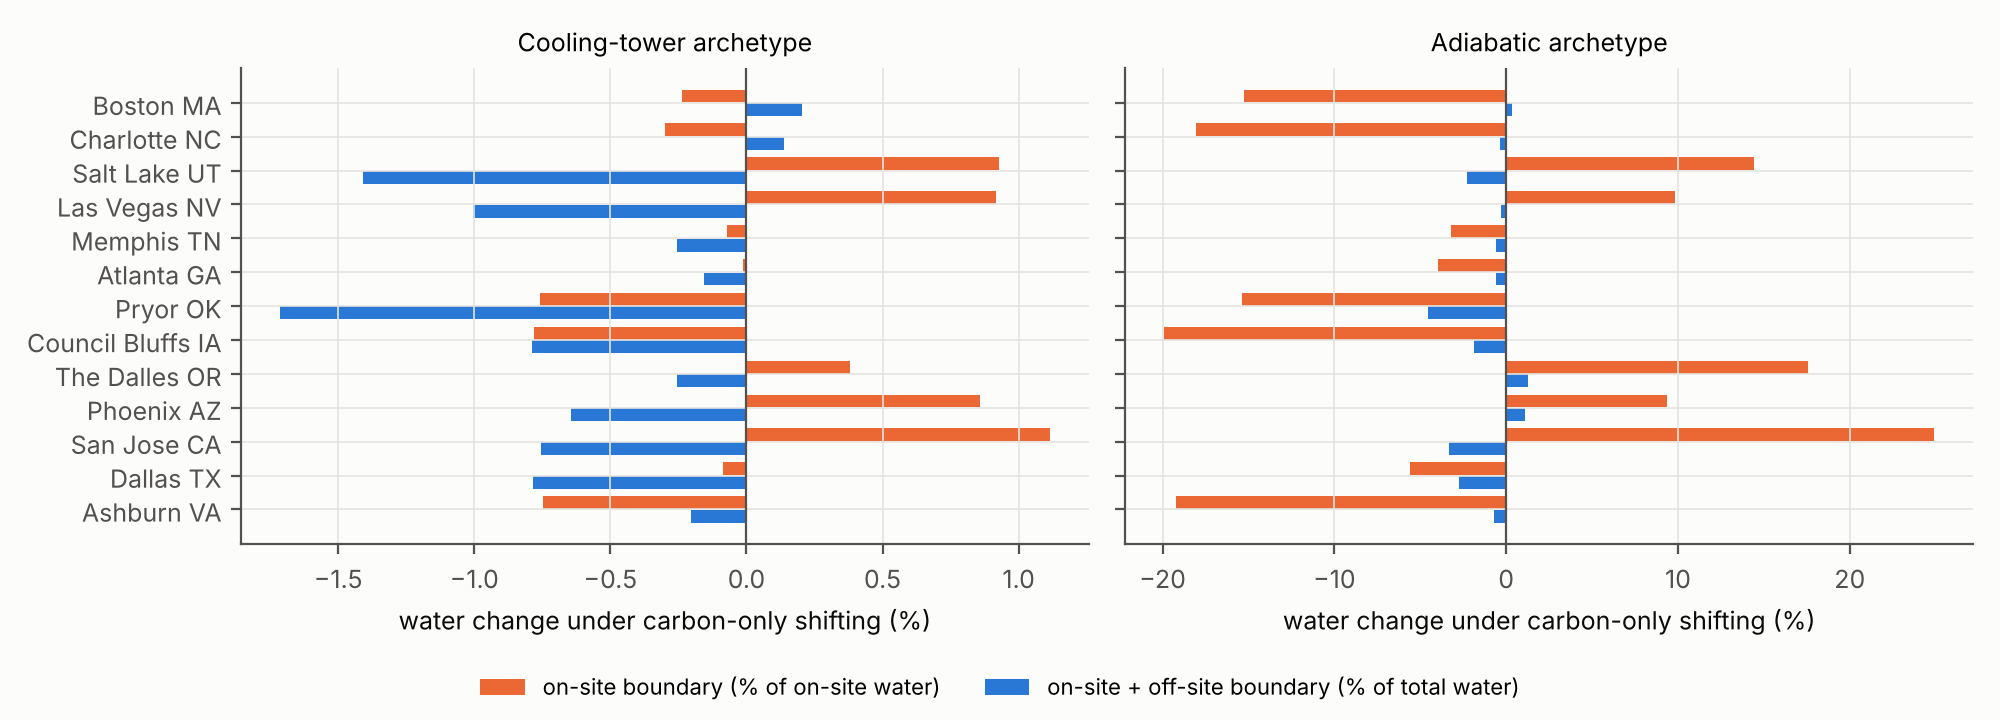 Cooling-tower archetype
Adiabatic archetype
Boston MA
Charlotte NC
Salt Lake UT
Las Vegas NV
Memphis TN
Atlanta GA
Pryor OK
Council Bluffs IA
The Dalles OR
Phoenix AZ
San Jose CA
Dallas TX
Ashburn VA
−1.5 −1.0 −0.5 0.0 0.5 1.0
−20 −10 0 10 20
water change under carbon-only shifting (%)
water change under carbon-only shifting (%)
on-site boundary (% of on-site water)
on-site + off-site boundary (% of total water)